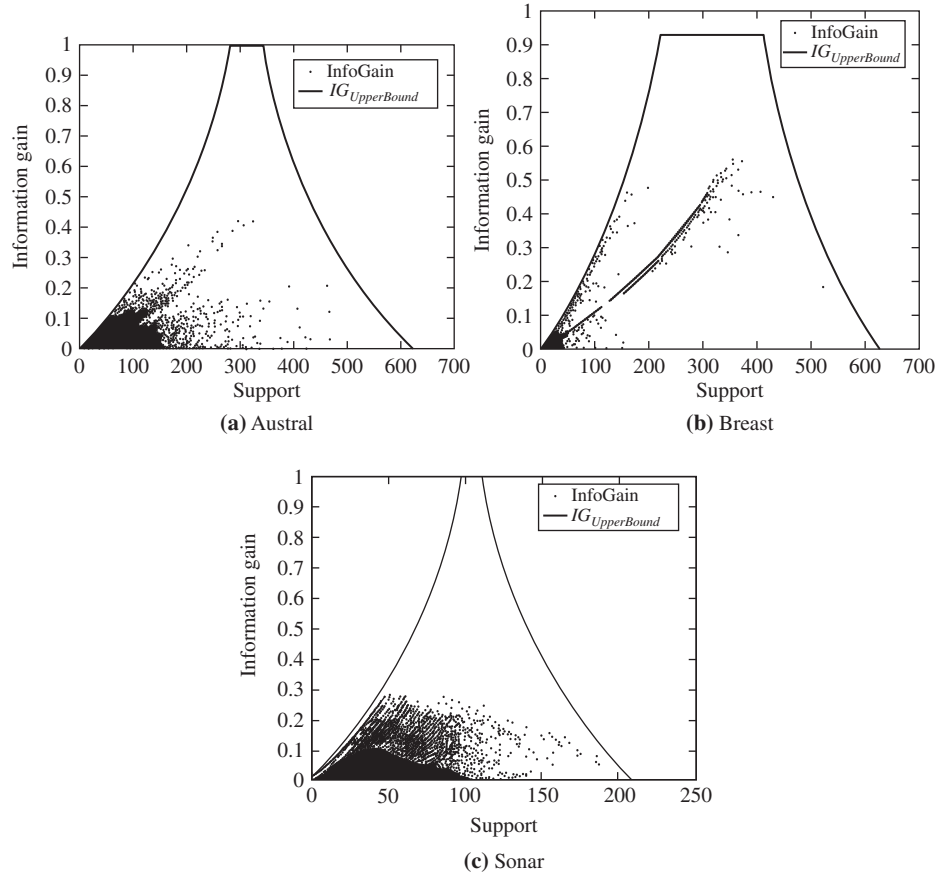 1
0.9
0.8
0.7
0.6
0.5
0.4
0.3
0.2
0.1
0
Information gain
InfoGain
IG_UpperBound
0 100 200 300 400 500 600 700
Support
(a) Austral
1
0.9
0.8
0.7
0.6
0.5
0.4
0.3
0.2
0.1
0
Information gain
InfoGain
IG_UpperBound
0 100 200 300 400 500 600 700
Support
(b) Breast
1
0.9
0.8
0.7
0.6
0.5
0.4
0.3
0.2
0.1
0
Information gain
InfoGain
IG_UpperBound
0 50 100 150 200 250
Support
(c) Sonar